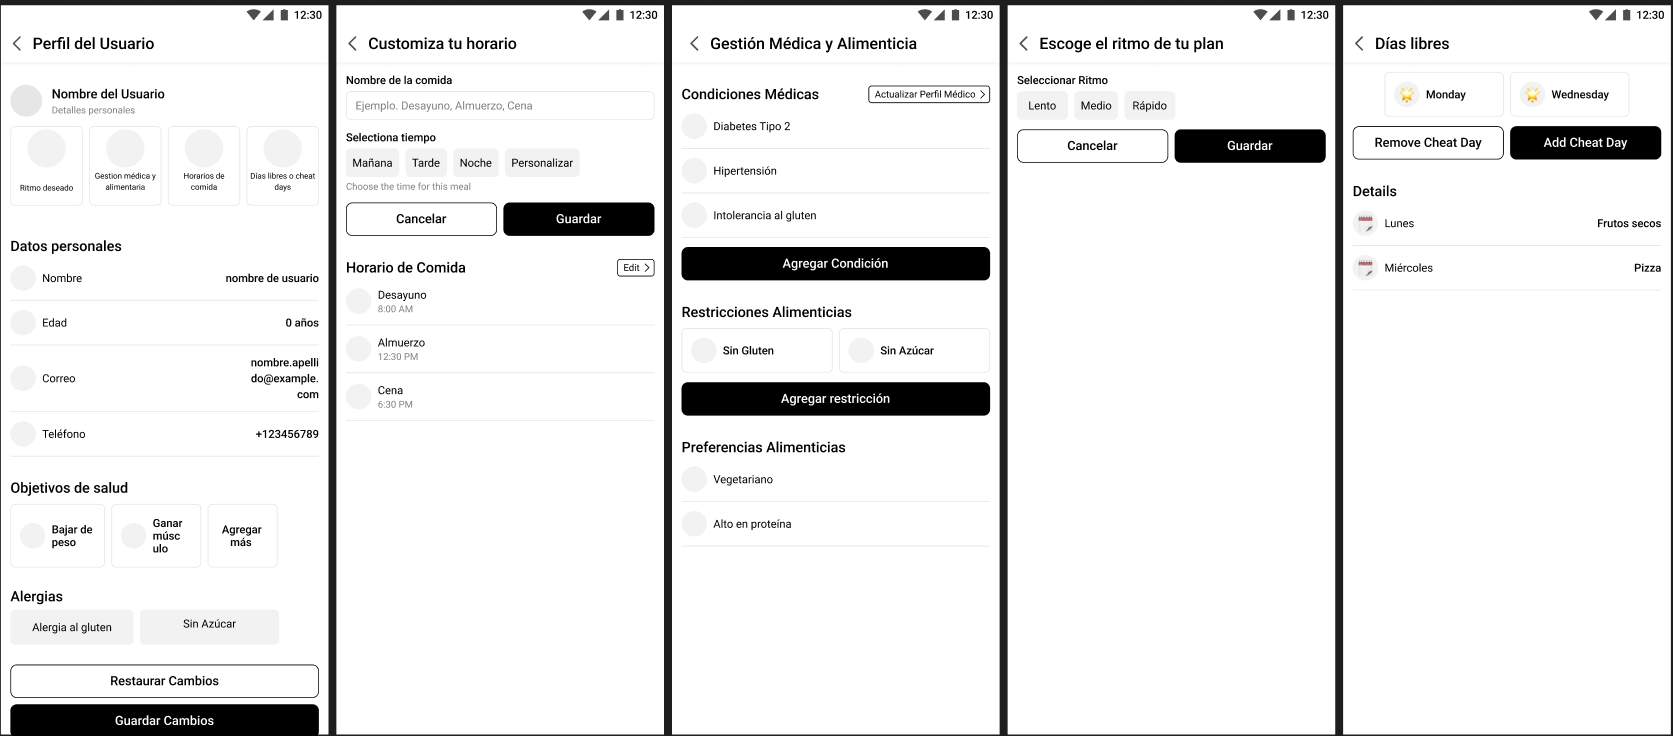 12:30
Perfil del Usuario
Nombre del Usuario
Detalles personales
Ritmo deseado
Gestion médica y
alimentaria
Horarios de
comida
Días libres o cheat
days
Datos personales
Nombre
nombre de usuario
Edad
0 años
Correo
nombre.apelli
do@example.
com
Teléfono
+123456789
Objetivos de salud
Bajar de
peso
Ganar
músc
ulo
Agregar
más
Alergias
Alergia al gluten
Sin Azúcar
Restaurar Cambios
Guardar Cambios
12:30
Customiza tu horario
Nombre de la comida
Ejemplo. Desayuno, Almuerzo, Cena
Selectiona tiempo
Mañana
Tarde
Noche
Personalizar
Choose the time for this meal
Cancelar
Guardar
Horario de Comida
Edit
Desayuno
8:00 AM
Almuerzo
12:30 PM
Cena
6:30 PM
12:30
Gestión Médica y Alimenticia
Condiciones Médicas
Actualizar Perfil Médico
Diabetes Tipo 2
Hipertensión
Intolerancia al gluten
Agregar Condición
Restricciones Alimenticias
Sin Gluten
Sin Azúcar
Agregar restricción
Preferencias Alimenticias
Vegetariano
Alto en proteína
12:30
Escoge el ritmo de tu plan
Seleccionar Ritmo
Lento
Medio
Rápido
Cancelar
Guardar
12:30
Días libres
Monday
Wednesday
Remove Cheat Day
Add Cheat Day
Details
Lunes
Frutos secos
Miércoles
Pizza